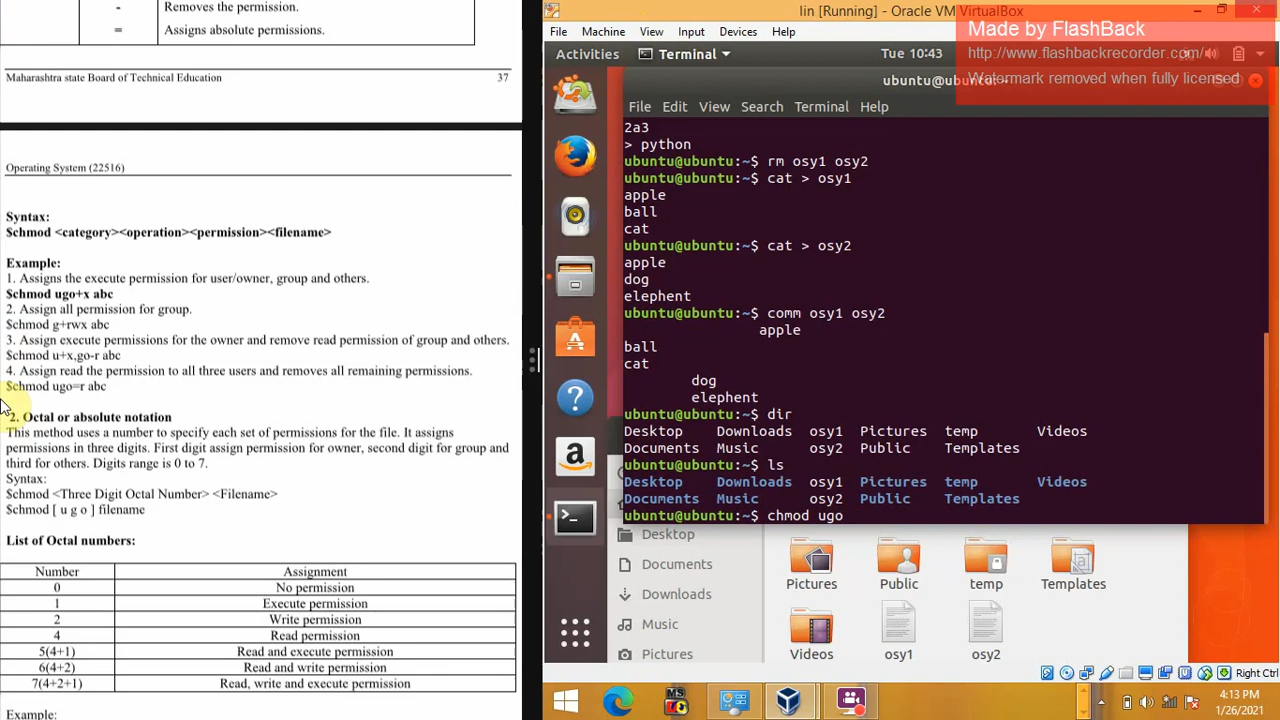 - Removes the permission.
= Assigns absolute permissions.
Maharashtra state Board of Technical Education 37
Operating System (22516)
Syntax:
$chmod <category><operation><permission><filename>
Example:
1. Assigns the execute permission for user/owner, group and others.
$chmod ugo+x abc
2. Assign all permission for group.
$chmod g+rwx abc
3. Assign execute permissions for the owner and remove read permission of group and others.
$chmod u+x,go-r abc
4. Assign read the permission to all three users and removes all remaining permissions.
$chmod ugo=r abc
2. Octal or absolute notation
This method uses a number to specify each set of permissions for the file. It assigns
permissions in three digits. First digit assign permission for owner, second digit for group and
third for others. Digits range is 0 to 7.
Syntax:
$chmod <Three Digit Octal Number> <Filename>
$chmod [ u g o ] filename
List of Octal numbers:
Number Assignment
0 No permission
1 Execute permission
2 Write permission
4 Read permission
5(4+1) Read and execute permission
6(4+2) Read and write permission
7(4+2+1) Read, write and execute permission
Example:
lin [Running] - Oracle VM VirtualBox
File Machine View Input Devices Help
Made by FlashBack
http://www.flashbackrecorder.com/
Watermark removed when fully licensed
Activities Terminal Tue 10:43
ubuntu@ubuntu: ~
File Edit View Search Terminal Help
2a3
> python
ubuntu@ubuntu:~$ rm osy1 osy2
ubuntu@ubuntu:~$ cat > osy1
apple
ball
cat
ubuntu@ubuntu:~$ cat > osy2
apple
dog
elephent
ubuntu@ubuntu:~$ comm osy1 osy2
apple
ball
cat
dog
elephent
ubuntu@ubuntu:~$ dir
Desktop Downloads osy1 Pictures temp Videos
Documents Music osy2 Public Templates
ubuntu@ubuntu:~$ ls
Desktop Downloads osy1 Pictures temp Videos
Documents Music osy2 Public Templates
ubuntu@ubuntu:~$ chmod ugo
Desktop
Documents
Downloads
Music
Pictures
Pictures Public temp Templates
Videos osy1 osy2
Right Ctrl
MS
4:13 PM
1/26/2021